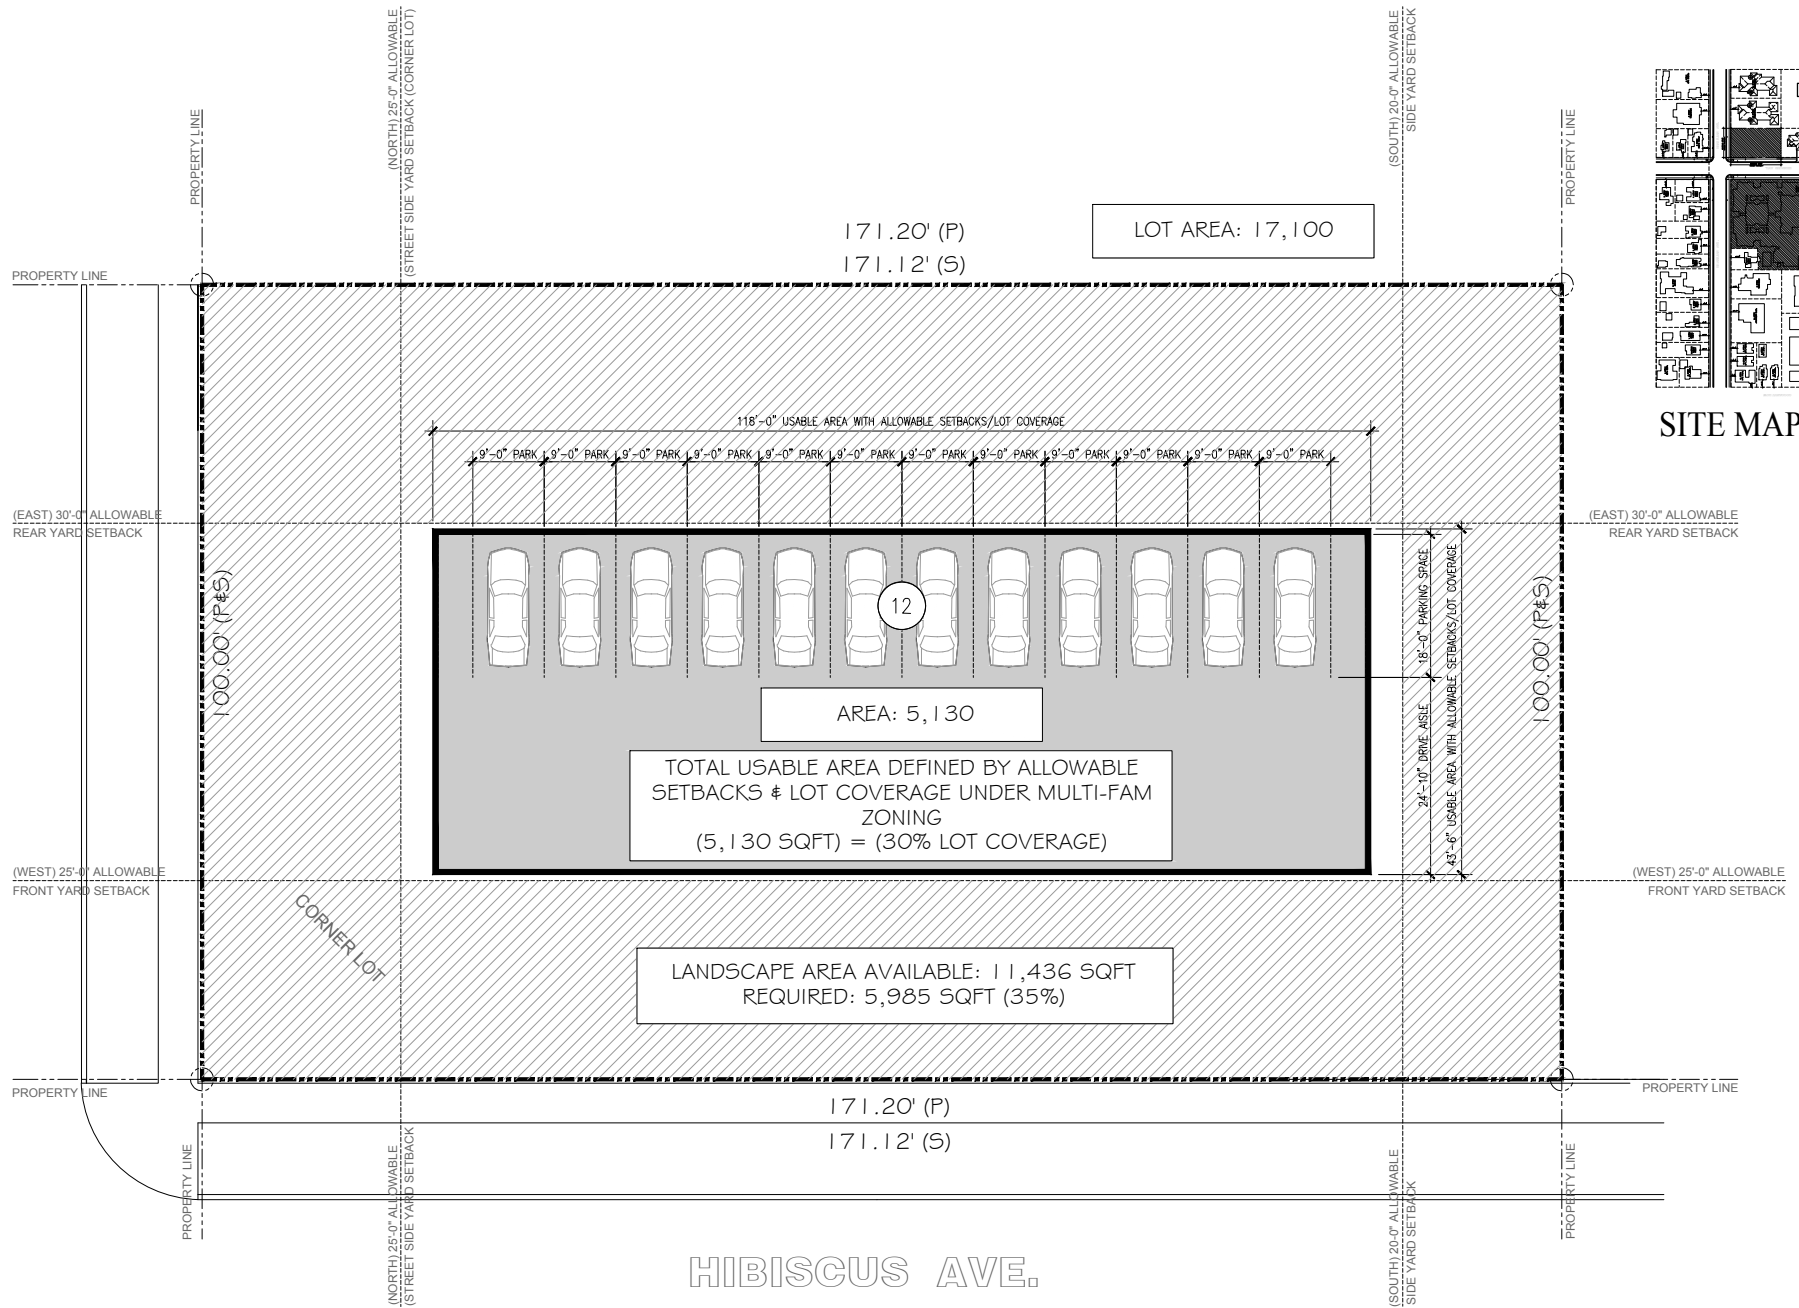 (NORTH) 25'-0" ALLOWABLE
(STREET SIDE YARD SETBACK (CORNER LOT)
(SOUTH) 20-0" ALLOWABLE
SIDE YARD SETBACK
PROPERTY LINE
PROPERTY LINE
171.20' (P)
171.12' (S)
LOT AREA: 17,100
PROPERTY LINE
SITE MAP
118'-0" USABLE AREA WITH ALLOWABLE SETBACKS/LOT COVERAGE
9'-0" PARK 9'-0" PARK 9'-0" PARK 9'-0" PARK 9'-0" PARK 9'-0" PARK 9'-0" PARK 9'-0" PARK 9'-0" PARK 9'-0" PARK 9'-0" PARK 9'-0" PARK
(EAST) 30'-0" ALLOWABLE
REAR YARD SETBACK
(EAST) 30'-0" ALLOWABLE
REAR YARD SETBACK
100.00' (P&S)
12
18'-0" PARKING SPACE
24'-10" DRIVE AISLE
43'-6" USABLE AREA WITH ALLOWABLE SETBACKS/LOT COVERAGE
100.00' (P&S)
AREA: 5,130
TOTAL USABLE AREA DEFINED BY ALLOWABLE
SETBACKS & LOT COVERAGE UNDER MULTI-FAM
ZONING
(5,130 SQFT) = (30% LOT COVERAGE)
(WEST) 25'-0" ALLOWABLE
FRONT YARD SETBACK
(WEST) 25'-0" ALLOWABLE
FRONT YARD SETBACK
CORNER LOT
LANDSCAPE AREA AVAILABLE: 11,436 SQFT
REQUIRED: 5,985 SQFT (35%)
PROPERTY LINE
PROPERTY LINE
171.20' (P)
171.12' (S)
PROPERTY LINE
(NORTH) 25'-0" ALLOWABLE
(STREET SIDE YARD SETBACK
(SOUTH) 20-0" ALLOWABLE
SIDE YARD SETBACK
PROPERTY LINE
HIBISCUS AVE.